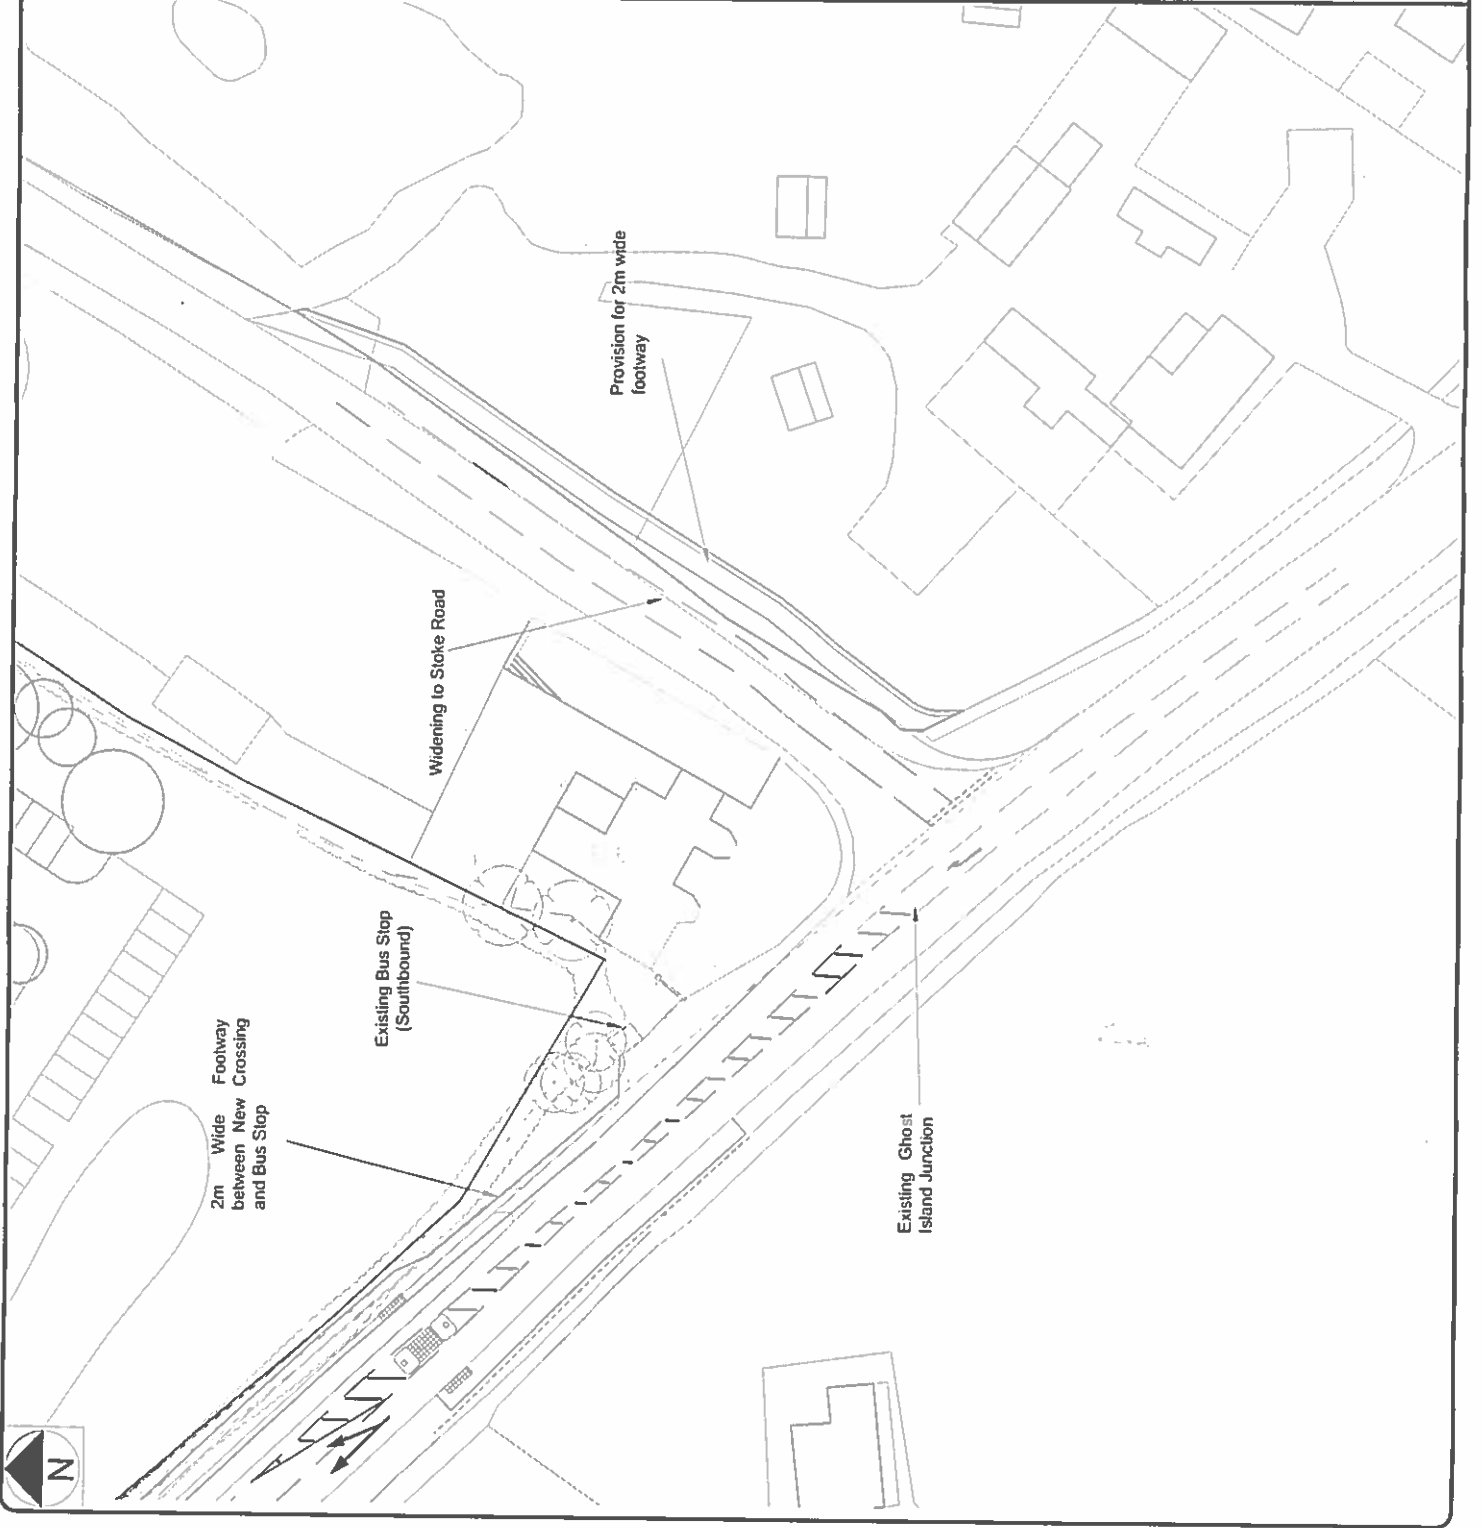 N
2m Wide Footway
between New Crossing
and Bus Stop
Existing Bus Stop
(Southbound)
Widening to Stoke Road
Provision for 2m wide
footway
Existing Ghost
Island Junction